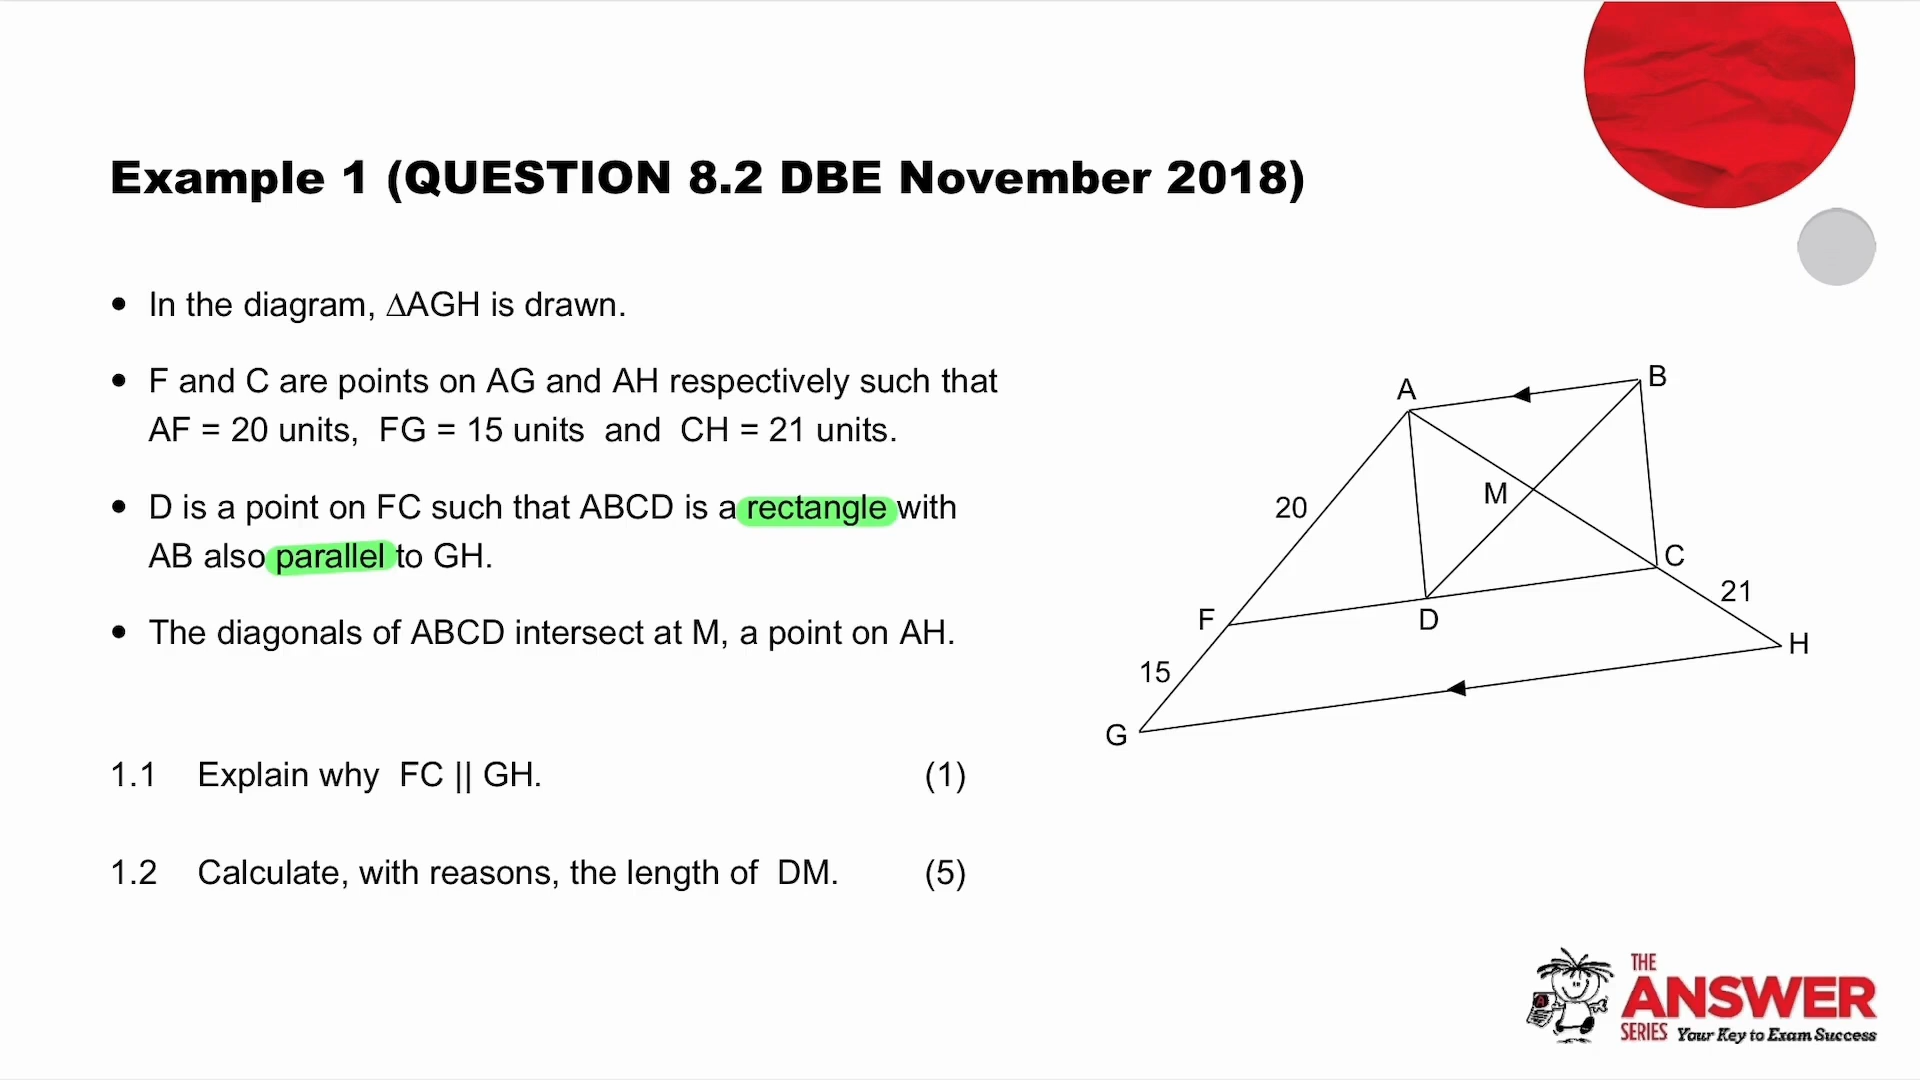 Example 1 (QUESTION 8.2 DBE November 2018)
• In the diagram, ∆AGH is drawn.
• F and C are points on AG and AH respectively such that
AF = 20 units, FG = 15 units and CH = 21 units.
• D is a point on FC such that ABCD is a rectangle with
AB also parallel to GH.
• The diagonals of ABCD intersect at M, a point on AH.
1.1 Explain why FC || GH. (1)
1.2 Calculate, with reasons, the length of DM. (5)
A
B
20
M
C
21
F
D
H
15
G
THE
ANSWER
SERIES Your Key to Exam Success